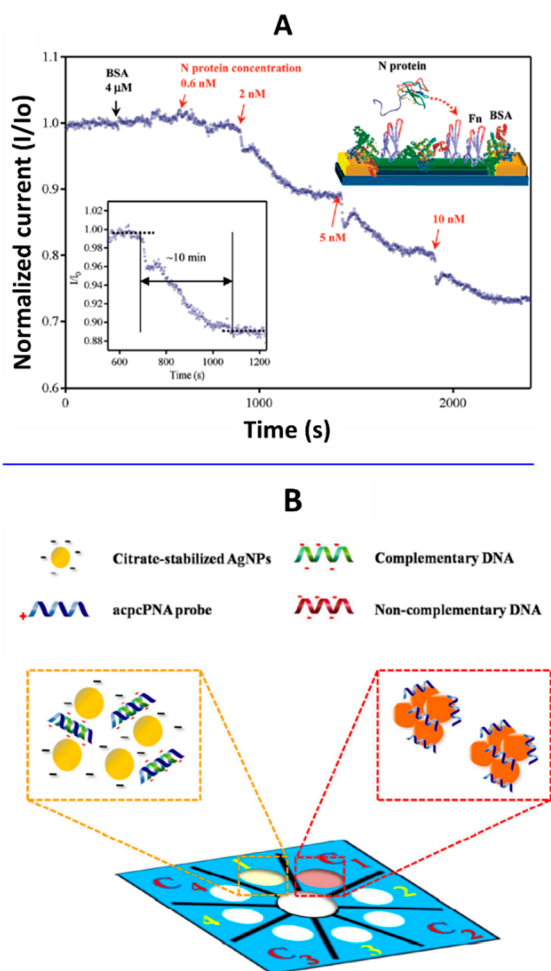 A
Normalized current (I/Io)
1.1
1.0
0.9
0.8
0.7
0.6
BSA
4 μM
N protein concentration
0.6 nM
2 nM
5 nM
10 nM
N protein
Fn
BSA
I/I₀
1.00
0.98
0.96
0.94
0.92
0.90
0.88
~10 min
600
800
1000
1200
Time (s)
0
1000
2000
Time (s)
B
Citrate-stabilized AgNPs
Complementary DNA
acpcPNA probe
Non-complementary DNA
1
C1
2
C2
3
C3
4
C4